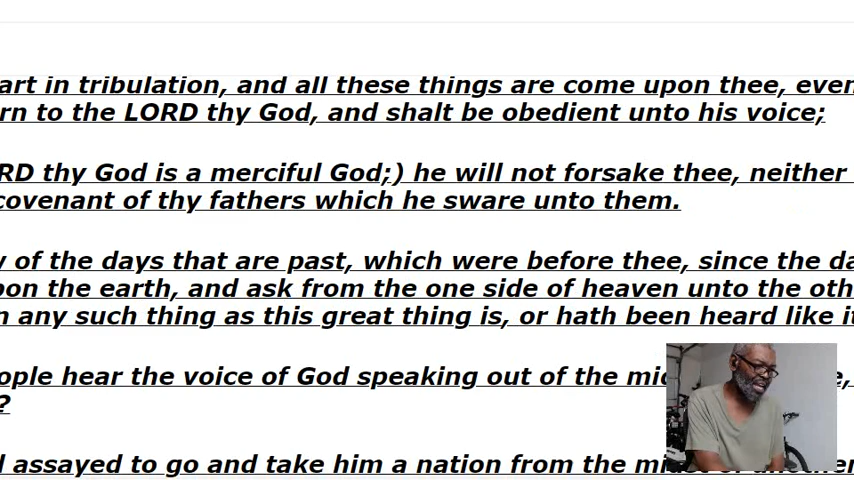 art in tribulation, and all these things are come upon thee, even
rn to the LORD thy God, and shalt be obedient unto his voice;
RD thy God is a merciful God;) he will not forsake thee, neither
covenant of thy fathers which he sware unto them.
of the days that are past, which were before thee, since the da
on the earth, and ask from the one side of heaven unto the oth
any such thing as this great thing is, or hath been heard like it
ople hear the voice of God speaking out of the mi
?
assayed to go and take him a nation from the mi